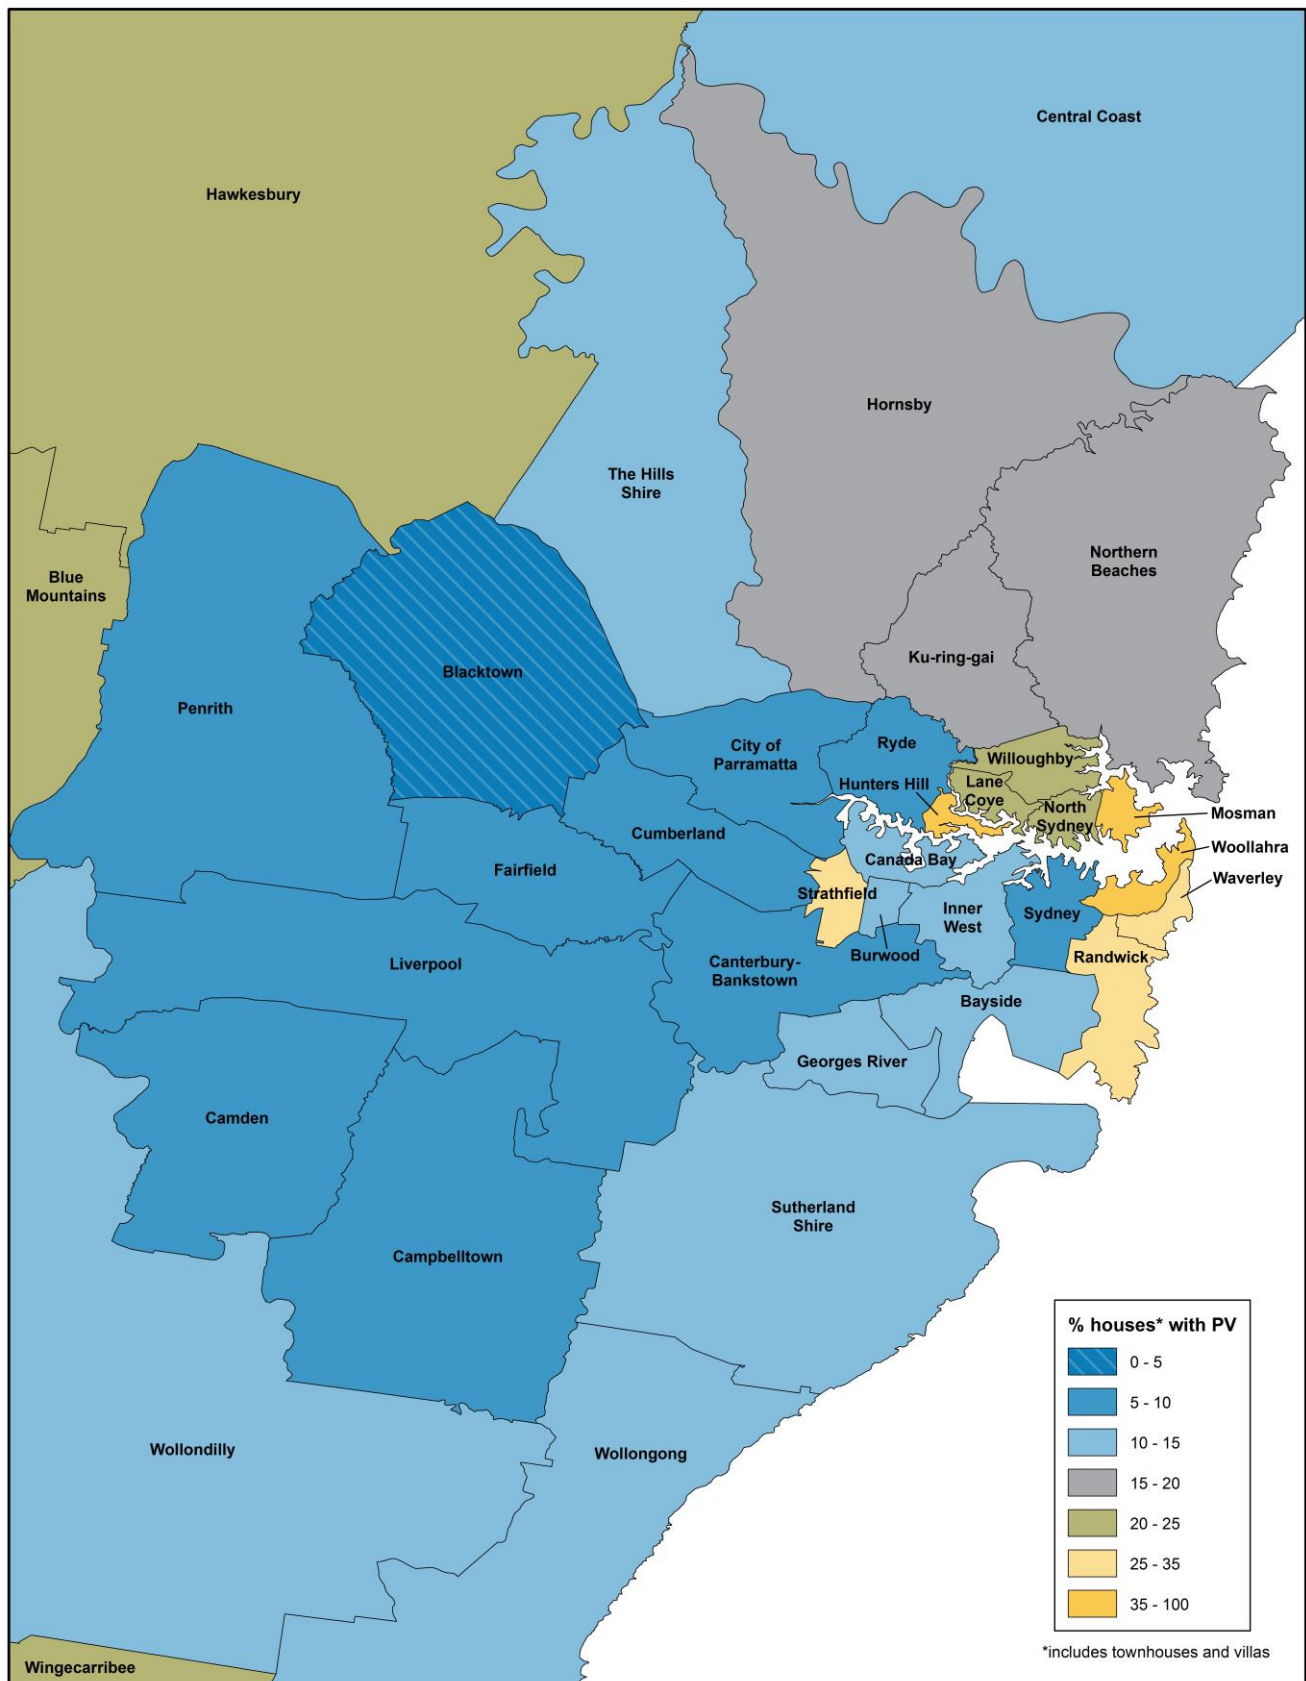 Central Coast
Hawkesbury
Hornsby
The Hills
Shire
Northern
Beaches
Blue
Mountains
Ku-ring-gai
Blacktown
Penrith
City of
Parramatta
Ryde
Willoughby
Hunters Hill
Lane
Cove
North
Sydney
Mosman
Cumberland
Woollahra
Canada Bay
Fairfield
Waverley
Strathfield
Inner
West
Sydney
Liverpool
Canterbury-
Bankstown
Burwood
Randwick
Bayside
Georges River
Camden
Sutherland
Shire
Campbelltown
Wollondilly
Wollongong
Wingecarribee
% houses* with PV
0 - 5
5 - 10
10 - 15
15 - 20
20 - 25
25 - 35
35 - 100
*includes townhouses and villas